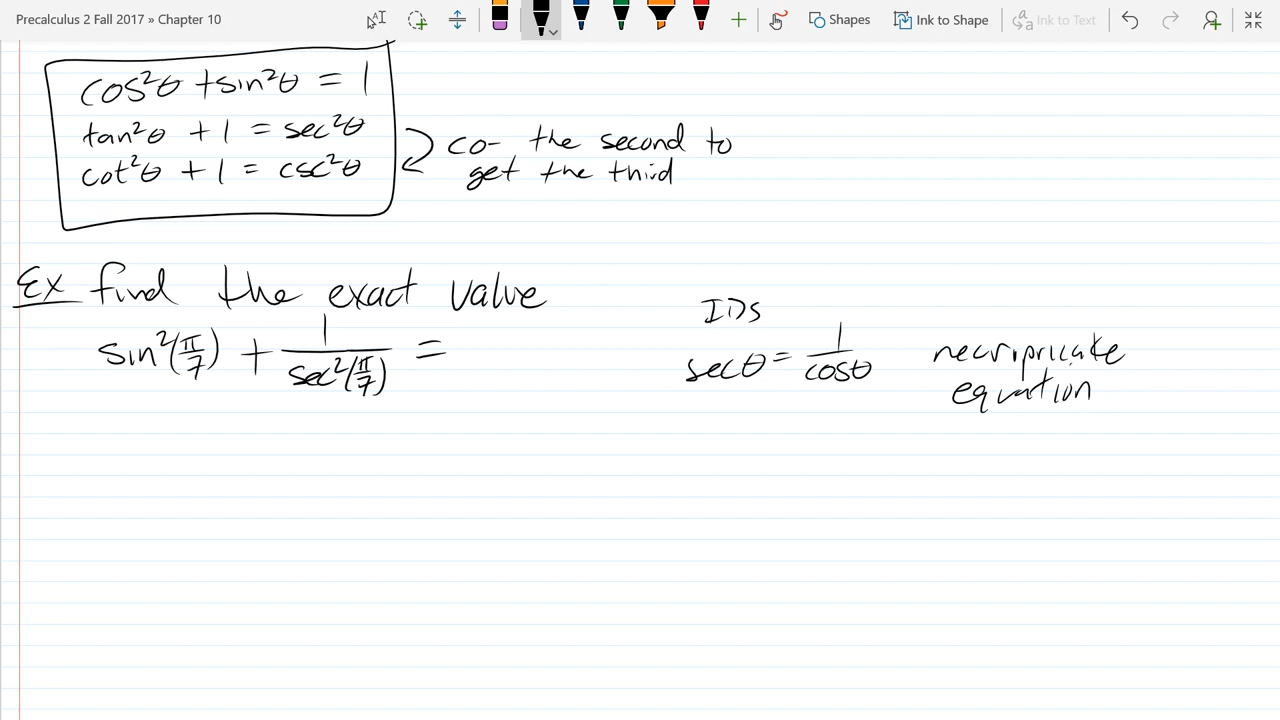 Precalculus 2 Fall 2017 » Chapter 10
Shapes
Ink to Shape
Ink to Text
cos²θ + sin²θ = 1
tan²θ + 1 = sec²θ
cot²θ + 1 = csc²θ
co- the second to
get the third
Ex find the exact value
sin²(π/7) + 1/sec²(π/7) =
IDs
secθ = 1/cosθ
recripricate
equation